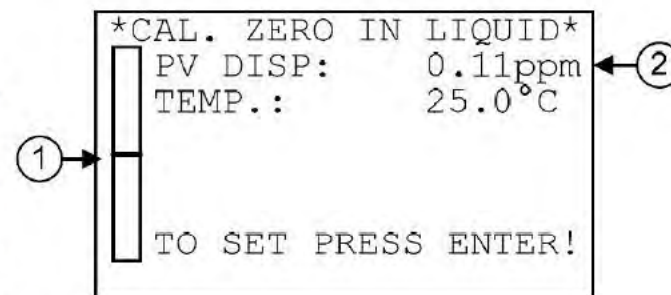 *CAL. ZERO IN LIQUID*
PV DISP: 0.11ppm
2
TEMP.: 25.0°C
1
TO SET PRESS ENTER!